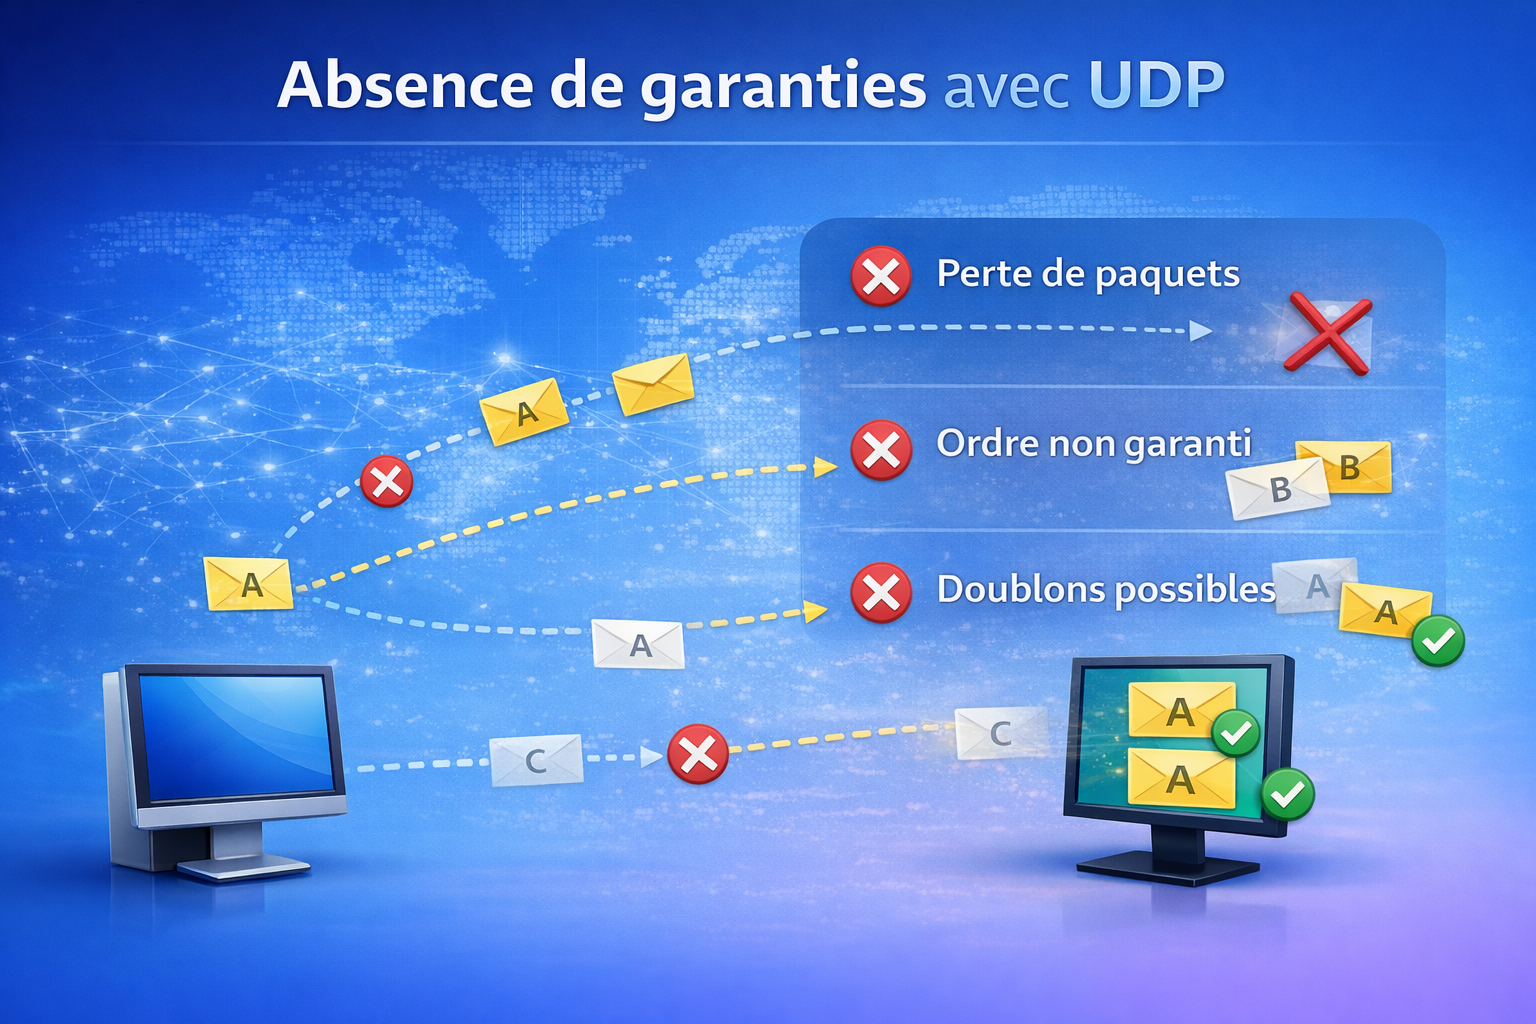 Absence de garanties avec UDP
Perte de paquets
A
Ordre non garanti
B
B
A
Doublons possibles
A
A
A
C
C
A
A